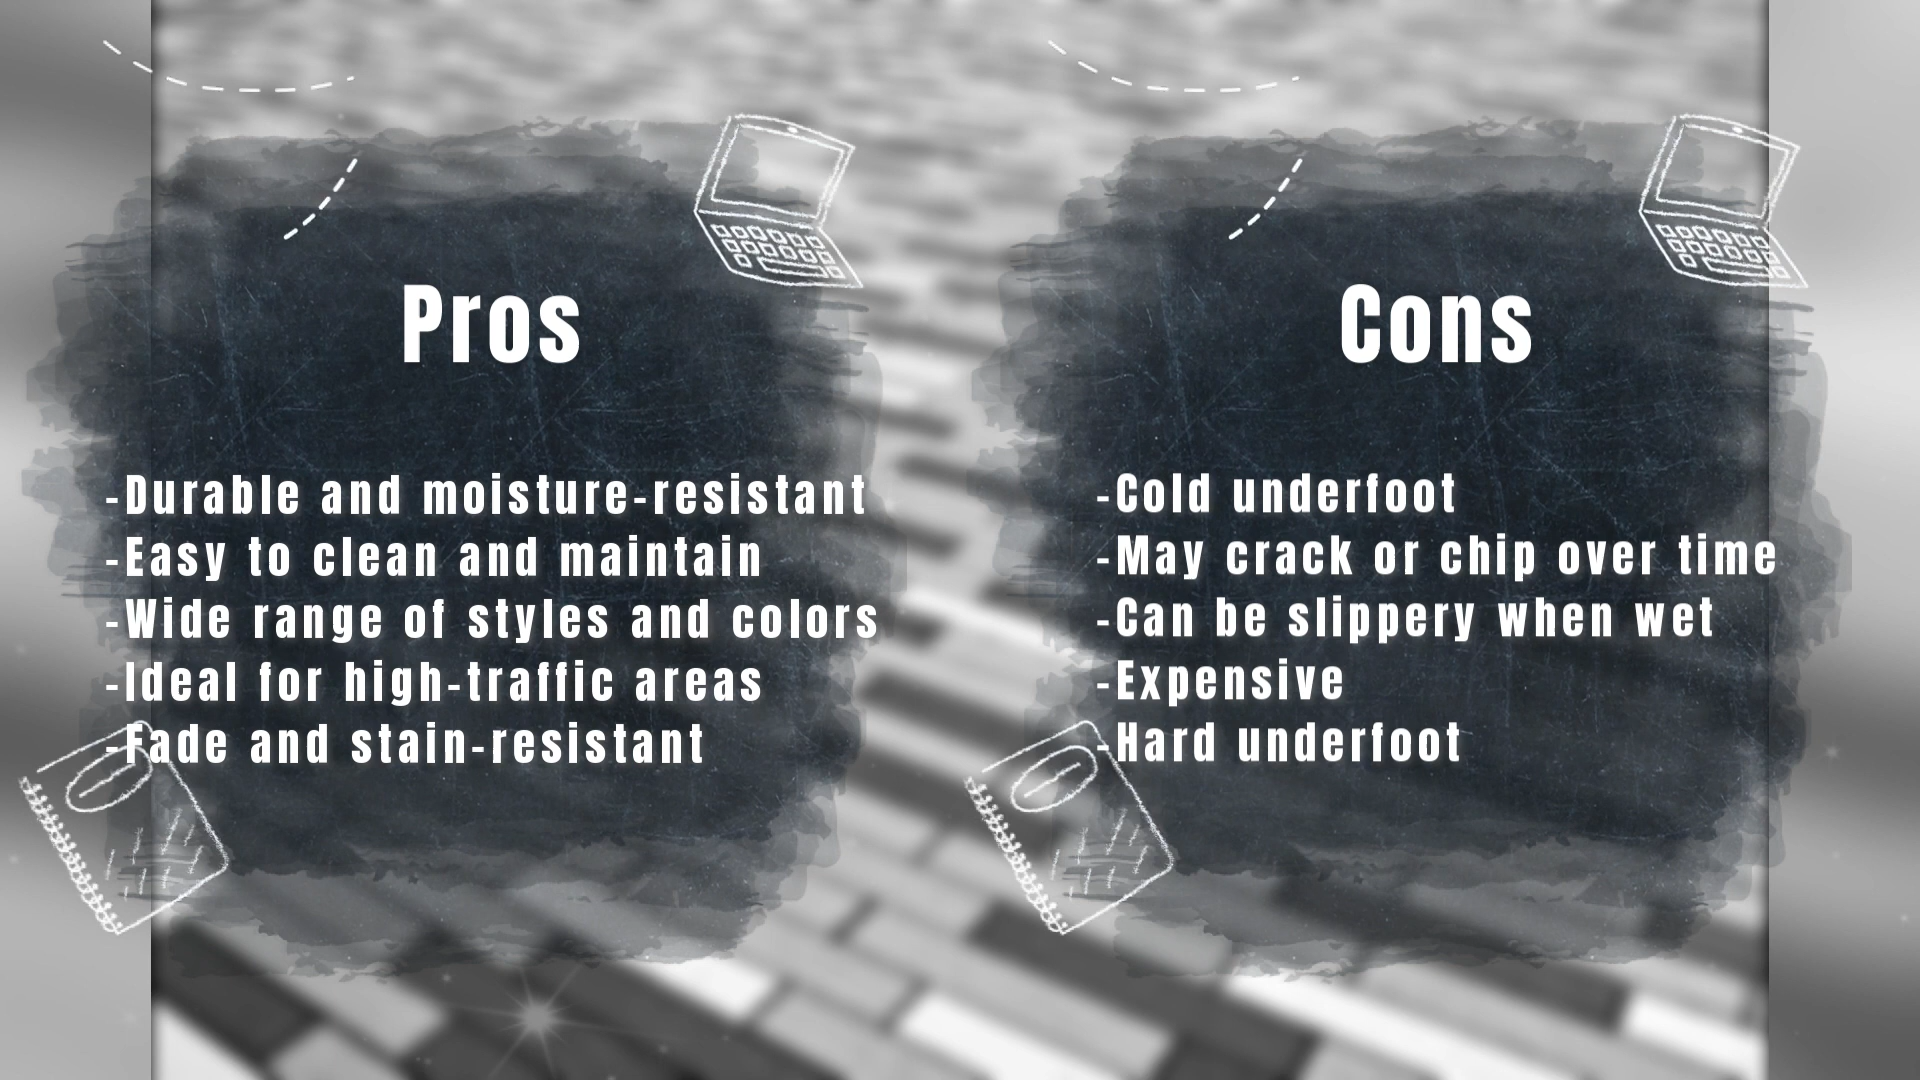 Pros
-Durable and moisture-resistant
-Easy to clean and maintain
-Wide range of styles and colors
-Ideal for high-traffic areas
-Fade and stain-resistant
Cons
-Cold underfoot
-May crack or chip over time
-Can be slippery when wet
-Expensive
-Hard underfoot